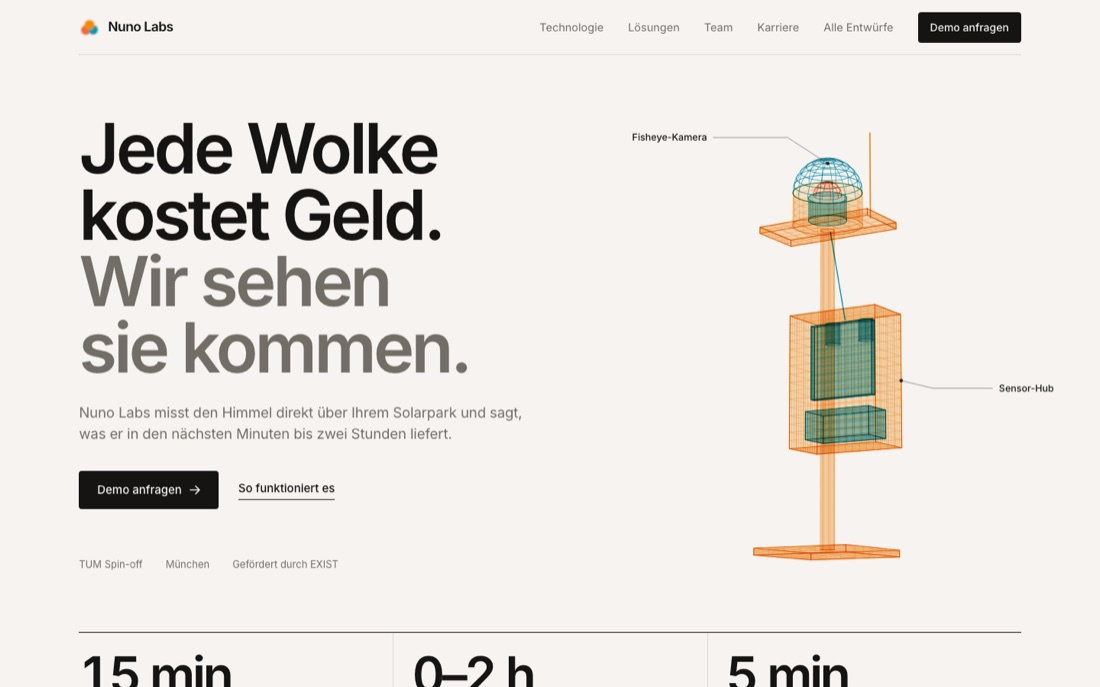 Nuno Labs
Technologie
Lösungen
Team
Karriere
Alle Entwürfe
Demo anfragen
Jede Wolke
kostet Geld.
Wir sehen
sie kommen.
Nuno Labs misst den Himmel direkt über Ihrem Solarpark und sagt,
was er in den nächsten Minuten bis zwei Stunden liefert.
Demo anfragen →
So funktioniert es
TUM Spin-off
München
Gefördert durch EXIST
Fisheye-Kamera
Sensor-Hub
15 min
0–2 h
5 min